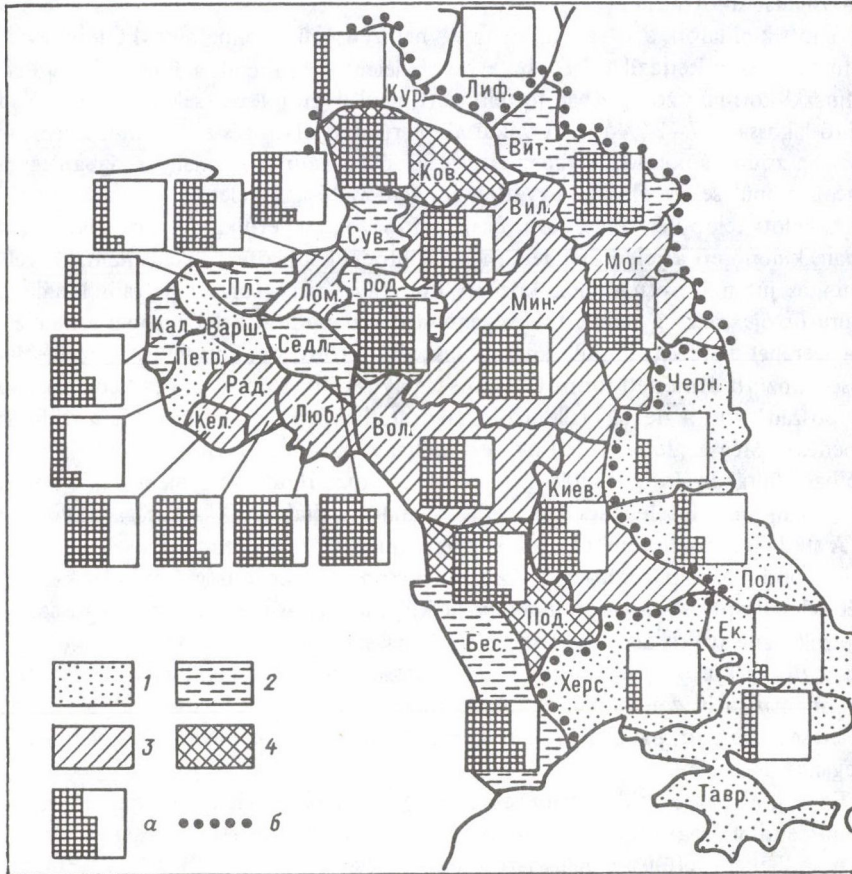 Кур.
Лиф.
Вит.
Ков.
Вил.
Сув.
Мог.
Грод.
Пл.
Лом.
Мин.
Кал.
Варш.
Седл.
Петр.
Черн.
Рад.
Кел.
Люб.
Вол.
Киев.
Полт.
Под.
Ек.
Бес.
Херс.
1
2
3
4
Тавр.
а
б